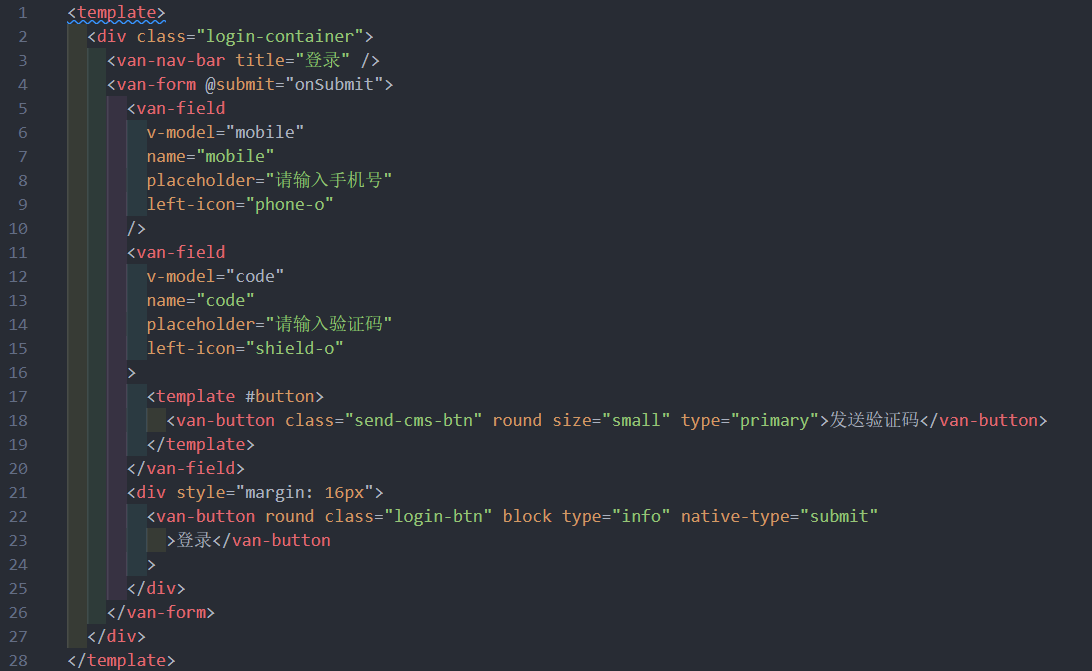 1 <template>
2   <div class="login-container">
3     <van-nav-bar title="登录" />
4     <van-form @submit="onSubmit">
5       <van-field
6         v-model="mobile"
7         name="mobile"
8         placeholder="请输入手机号"
9         left-icon="phone-o"
10       />
11       <van-field
12         v-model="code"
13         name="code"
14         placeholder="请输入验证码"
15         left-icon="shield-o"
16       >
17         <template #button>
18           <van-button class="send-cms-btn" round size="small" type="primary">发送验证码</van-button>
19         </template>
20       </van-field>
21       <div style="margin: 16px">
22         <van-button round class="login-btn" block type="info" native-type="submit"
23           >登录</van-button
24         >
25       </div>
26     </van-form>
27   </div>
28 </template>